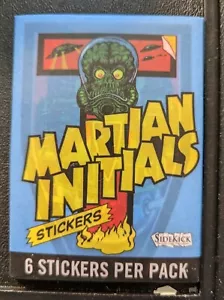 MARTIAN
INITIALS
STICKERS
SIDEKICK
6 STICKERS PER PACK